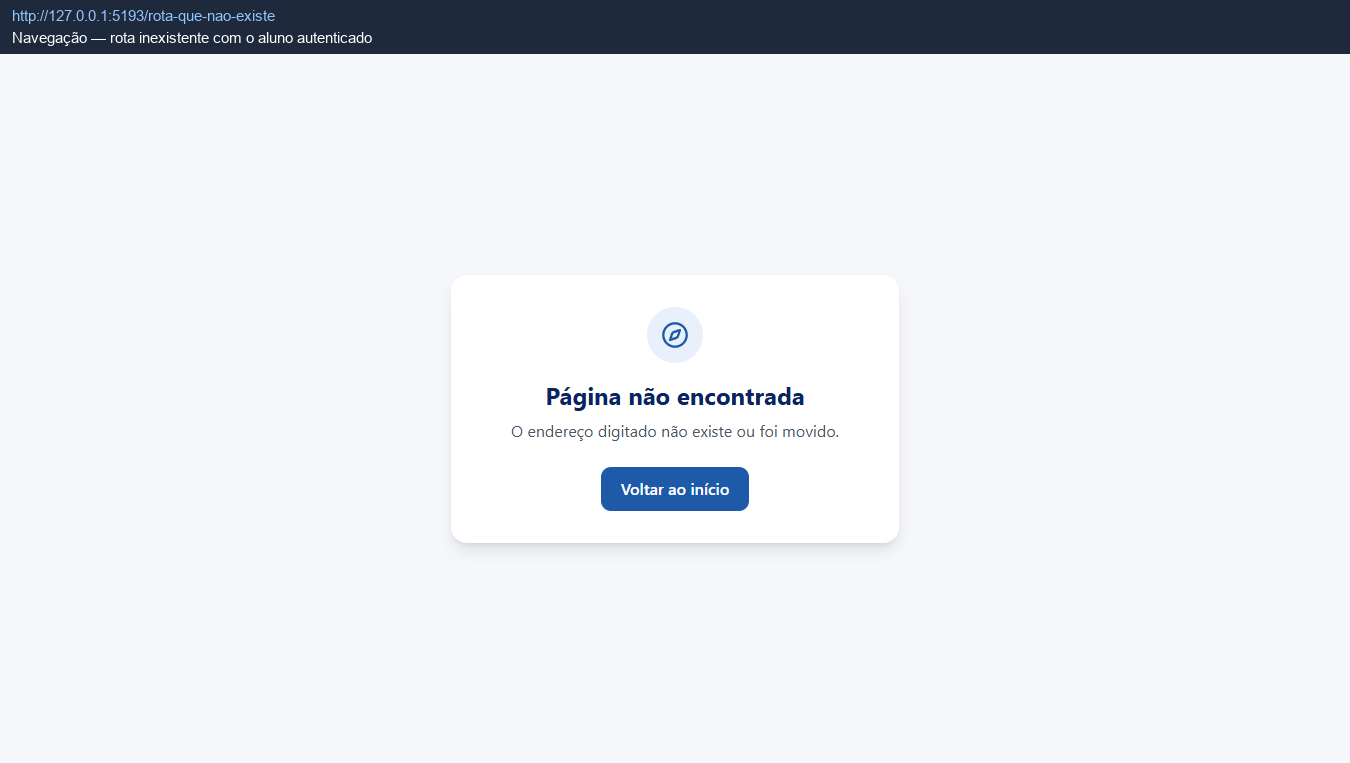 http://127.0.0.1:5193/rota-que-nao-existe
Navegação — rota inexistente com o aluno autenticado
Página não encontrada
O endereço digitado não existe ou foi movido.
Voltar ao início